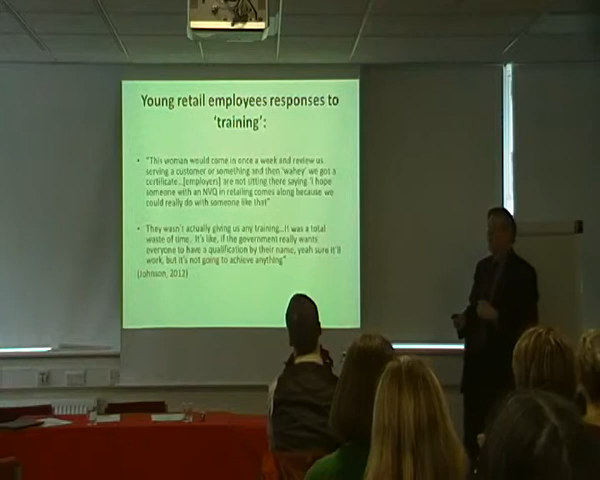 Young retail employees responses to
'training':
• "This woman would come in once a week and review us
serving a customer or something and then 'wahey' we got a
certificate...[employers] are not sitting there saying 'I hope
someone with an NVQ in retailing comes along because we
could really do with someone like that"
• They wasn't actually giving us any training...It was a total
waste of time. It's like, if the government really wants
everyone to have a qualification by their name, yeah sure it'll
work, but it's not going to achieve anything"
(Johnson, 2012)